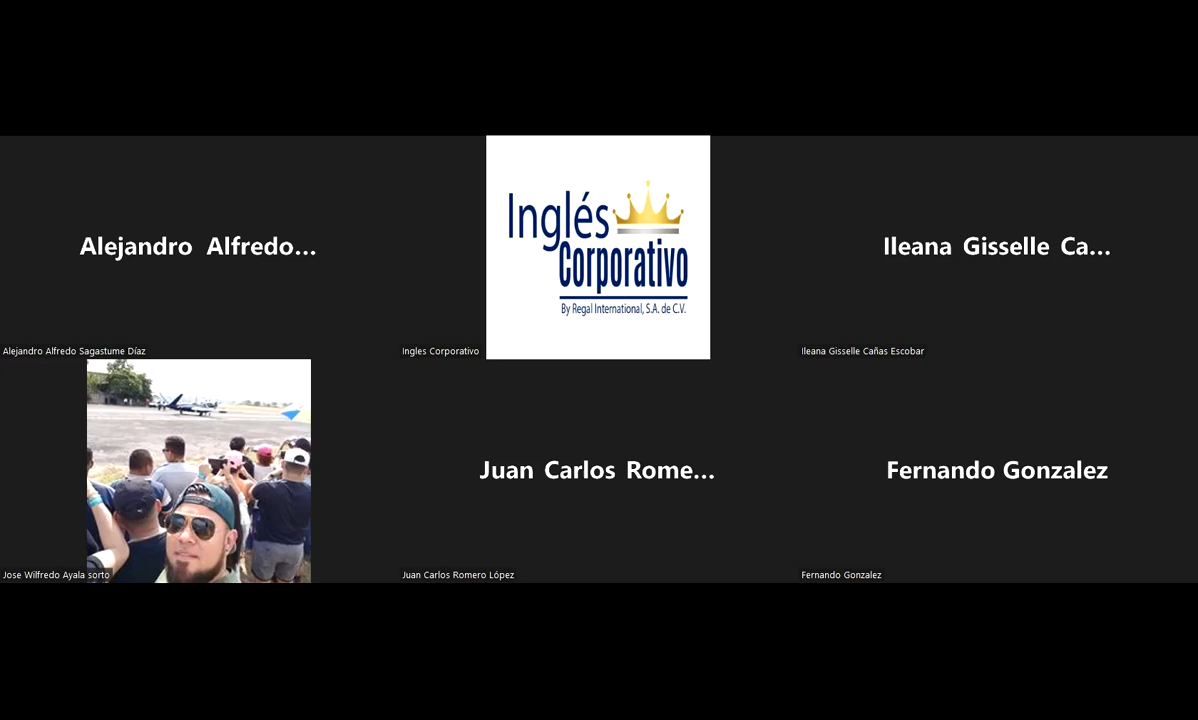 Alejandro Alfredo...
Inglés
Corporativo
By Regal International, S.A. de C.V.
Ileana Gisselle Ca...
Alejandro Alfredo Sagastume Díaz
Ingles Corporativo
Ileana Gisselle Cañas Escobar
Juan Carlos Rome...
Fernando Gonzalez
Jose Wilfredo Ayala sorto
Juan Carlos Romero López
Fernando Gonzalez